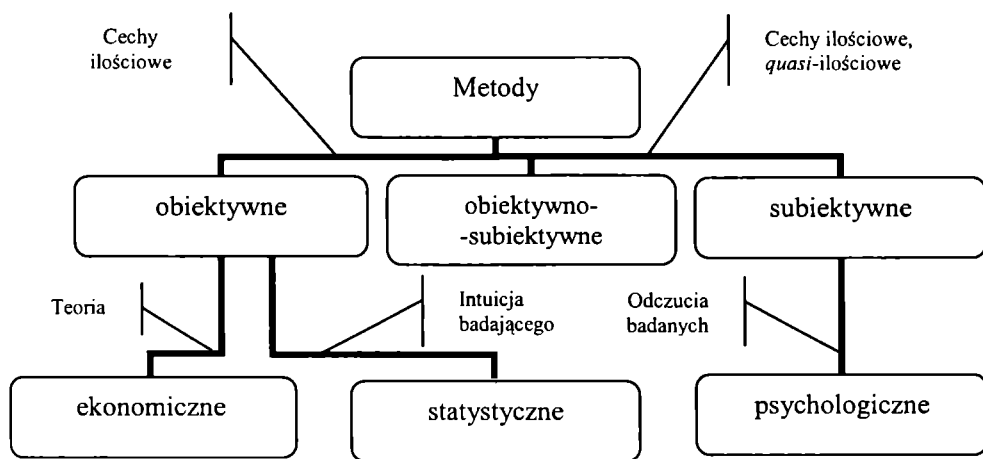 Cechy
ilościowe
Cechy ilościowe,
quasi-ilościowe
Metody
obiektywne
obiektywno-
-subiektywne
subiektywne
Teoria
Intuicja
badającego
Odczucia
badanych
ekonomiczne
statystyczne
psychologiczne